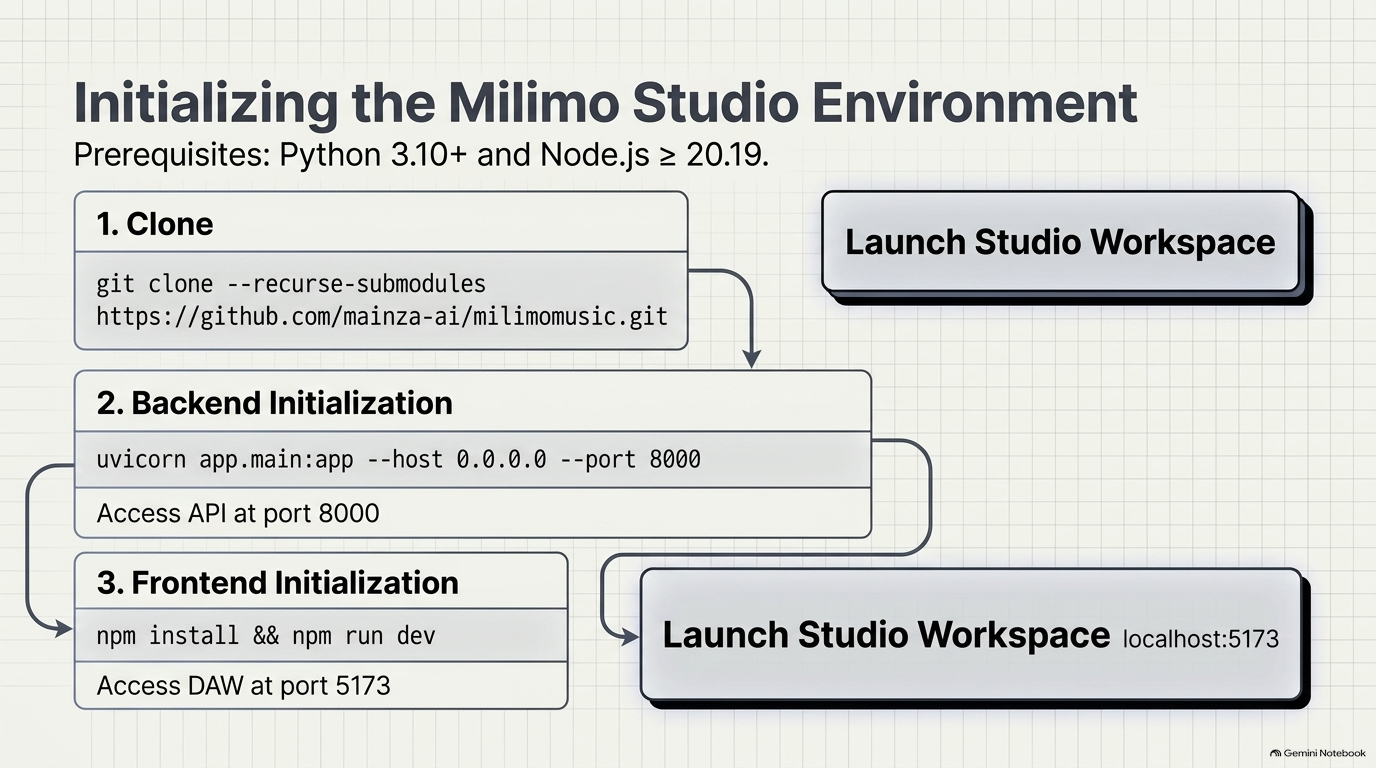 Initializing the Milimo Studio Environment
Prerequisites: Python 3.10+ and Node.js ≥ 20.19.
1. Clone
git clone --recurse-submodules
https://github.com/mainza-ai/milimomusic.git
Launch Studio Workspace
2. Backend Initialization
uvicorn app.main:app --host 0.0.0.0 --port 8000
Access API at port 8000
3. Frontend Initialization
npm install && npm run dev
Access DAW at port 5173
Launch Studio Workspace localhost:5173
Gemini Notebook